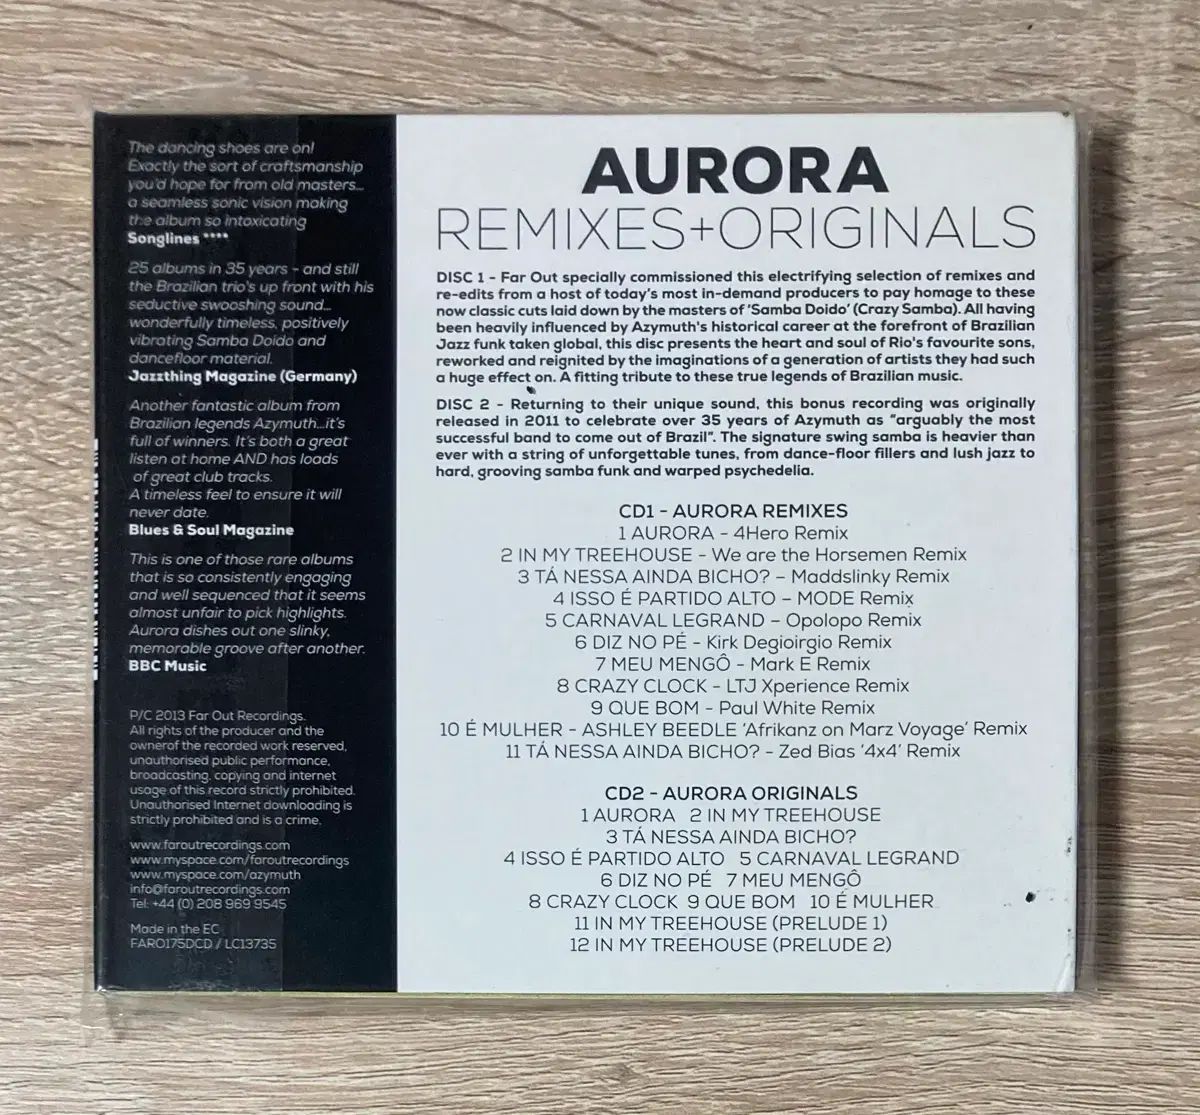 The dancing shoes are on!
Exactly the sort of craftsmanship
you'd hope for from old masters...
a seamless sonic vision making
the album so intoxicating
Songlines ****
25 albums in 35 years - and still
the Brazilian trio's up front with his
seductive swooshing sound...
wonderfully timeless, positively
vibrating Samba Doido and
dancefloor material.
Jazzthing Magazine (Germany)
Another fantastic album from
Brazilian legends Azymuth...it's
full of winners. It's both a great
listen at home AND has loads
of great club tracks.
A timeless feel to ensure it will
never date.
Blues & Soul Magazine
This is one of those rare albums
that is so consistently engaging
and well sequenced that it seems
almost unfair to pick highlights.
Aurora dishes out one slinky,
memorable groove after another.
BBC Music
P/C 2013 Far Out Recordings.
All rights of the producer and the
ownerof the recorded work reserved,
unauthorised public performance,
broadcasting, copying and internet
usage of this record strictly prohibited.
Unauthorised Internet downloading is
strictly prohibited and is a crime.
www.faroutrecordings.com
www.myspace.com/faroutrecordings
www.myspace.com/azymuth
info@faroutrecordings.com
Tel: +44 (0) 208 969 9545
Made in the EC
FARO175DCD / LC13735
AURORA
REMIXES+ORIGINALS
DISC 1 - Far Out specially commissioned this electrifying selection of remixes and
re-edits from a host of today's most in-demand producers to pay homage to these
now classic cuts laid down by the masters of 'Samba Doido' (Crazy Samba). All having
been heavily influenced by Azymuth's historical career at the forefront of Brazilian
Jazz funk taken global, this disc presents the heart and soul of Rio's favourite sons,
reworked and reignited by the imaginations of a generation of artists they had such
a huge effect on. A fitting tribute to these true legends of Brazilian music.
DISC 2 - Returning to their unique sound, this bonus recording was originally
released in 2011 to celebrate over 35 years of Azymuth as "arguably the most
successful band to come out of Brazil". The signature swing samba is heavier than
ever with a string of unforgettable tunes, from dance-floor fillers and lush jazz to
hard, grooving samba funk and warped psychedelia.
CD1 - AURORA REMIXES
1 AURORA - 4Hero Remix
2 IN MY TREEHOUSE - We are the Horsemen Remix
3 TÁ NESSA AINDA BICHO? - Maddslinky Remix
4 ISSO É PARTIDO ALTO - MODE Remix
5 CARNAVAL LEGRAND - Opolopo Remix
6 DIZ NO PÉ - Kirk Degioirgio Remix
7 MEU MENGÔ - Mark E Remix
8 CRAZY CLOCK - LTJ Xperience Remix
9 QUE BOM - Paul White Remix
10 É MULHER - ASHLEY BEEDLE 'Afrikanz on Marz Voyage' Remix
11 TÁ NESSA AINDA BICHO? - Zed Bias '4x4' Remix
CD2 - AURORA ORIGINALS
1 AURORA 2 IN MY TREEHOUSE
3 TÁ NESSA AINDA BICHO?
4 ISSO É PARTIDO ALTO 5 CARNAVAL LEGRAND
6 DIZ NO PÉ 7 MEU MENGÔ
8 CRAZY CLOCK 9 QUE BOM 10 É MULHER
11 IN MY TREEHOUSE (PRELUDE 1)
12 IN MY TREEHOUSE (PRELUDE 2)